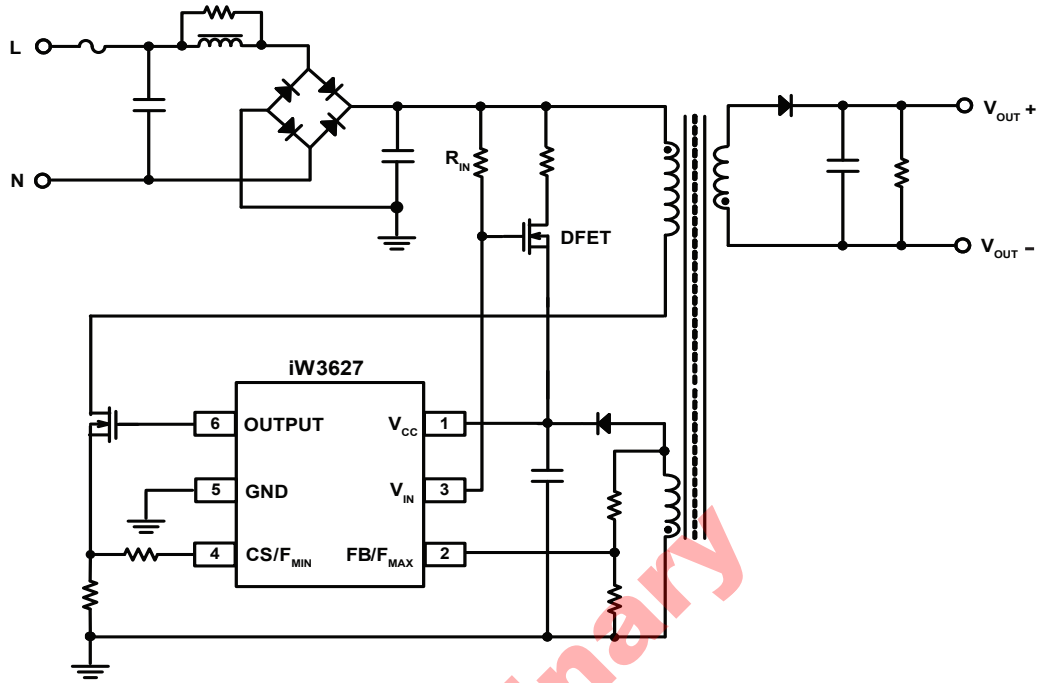 L
N
R_IN
DFET
V_OUT +
V_OUT −
iW3627
6 OUTPUT V_CC 1
5 GND V_IN 3
4 CS/F_MIN FB/F_MAX 2
inary